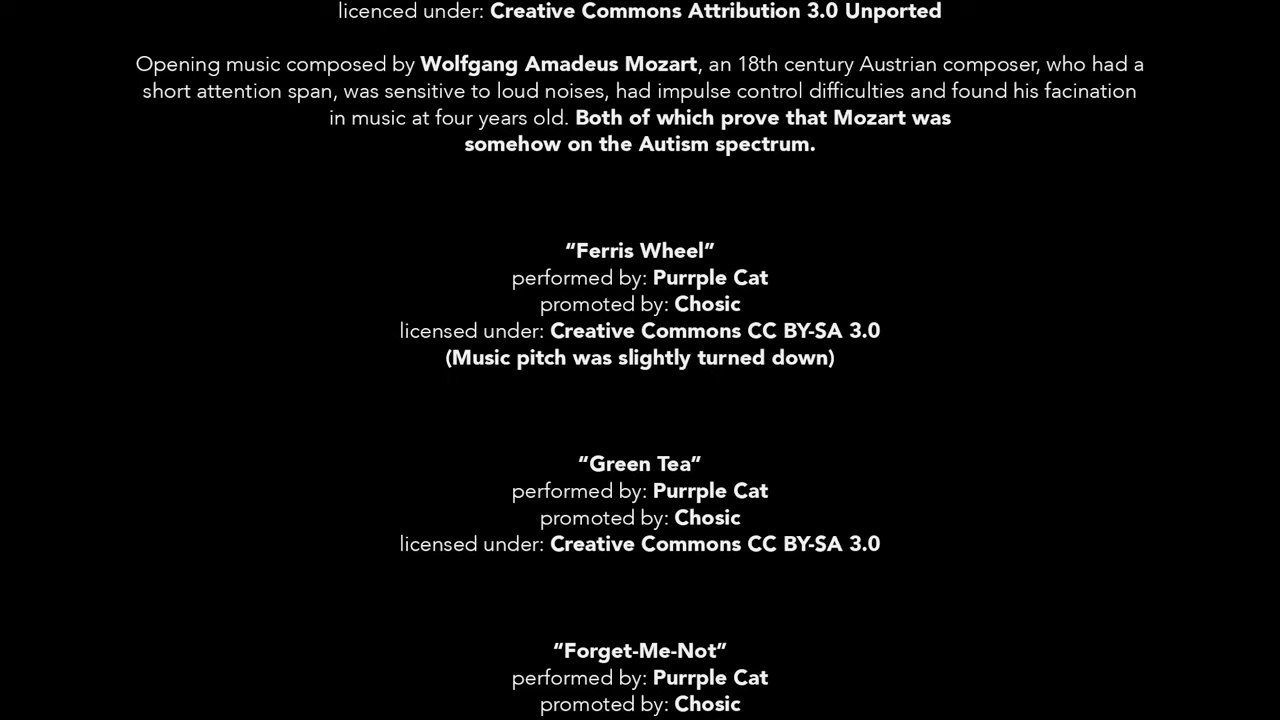 licenced under: Creative Commons Attribution 3.0 Unported
Opening music composed by Wolfgang Amadeus Mozart, an 18th century Austrian composer, who had a
short attention span, was sensitive to loud noises, had impulse control difficulties and found his facination
in music at four years old. Both of which prove that Mozart was
somehow on the Autism spectrum.
“Ferris Wheel”
performed by: Purrple Cat
promoted by: Chosic
licensed under: Creative Commons CC BY-SA 3.0
(Music pitch was slightly turned down)
“Green Tea”
performed by: Purrple Cat
promoted by: Chosic
licensed under: Creative Commons CC BY-SA 3.0
“Forget-Me-Not”
performed by: Purrple Cat
promoted by: Chosic